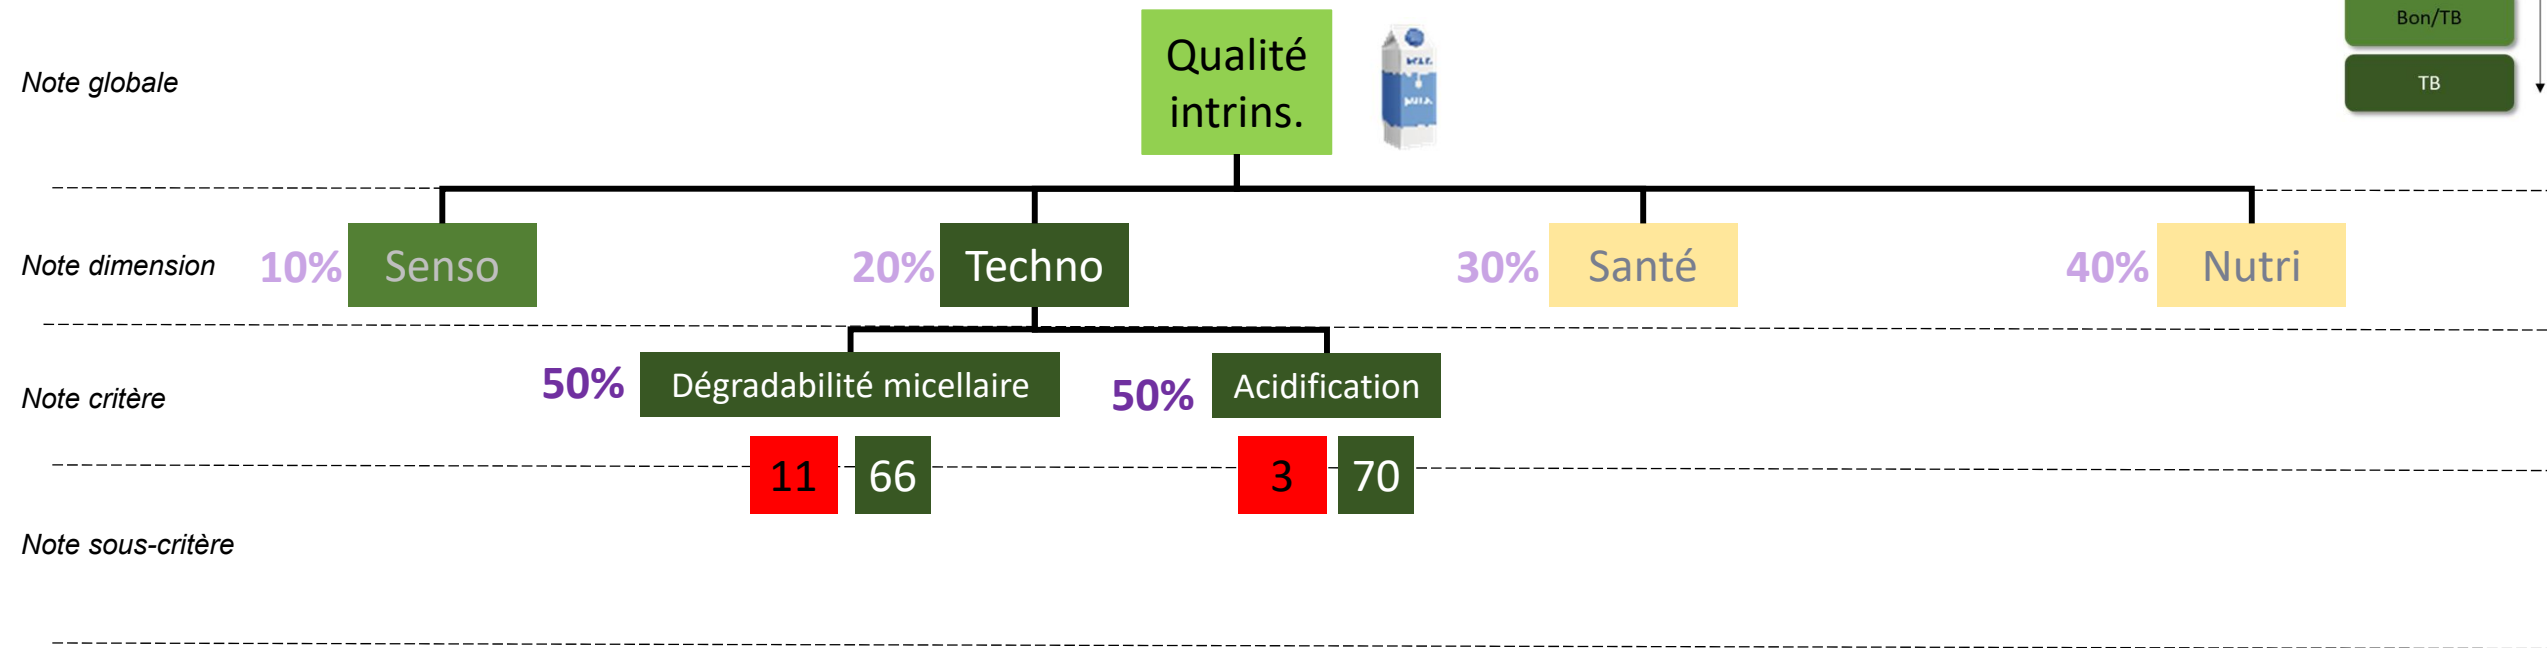 Bon/TB
TB
Note globale
Qualité
intrins.
MILK
Note dimension
10%
Senso
20%
Techno
30%
Santé
40%
Nutri
Note critère
50%
Dégradabilité micellaire
50%
Acidification
11
66
3
70
Note sous-critère